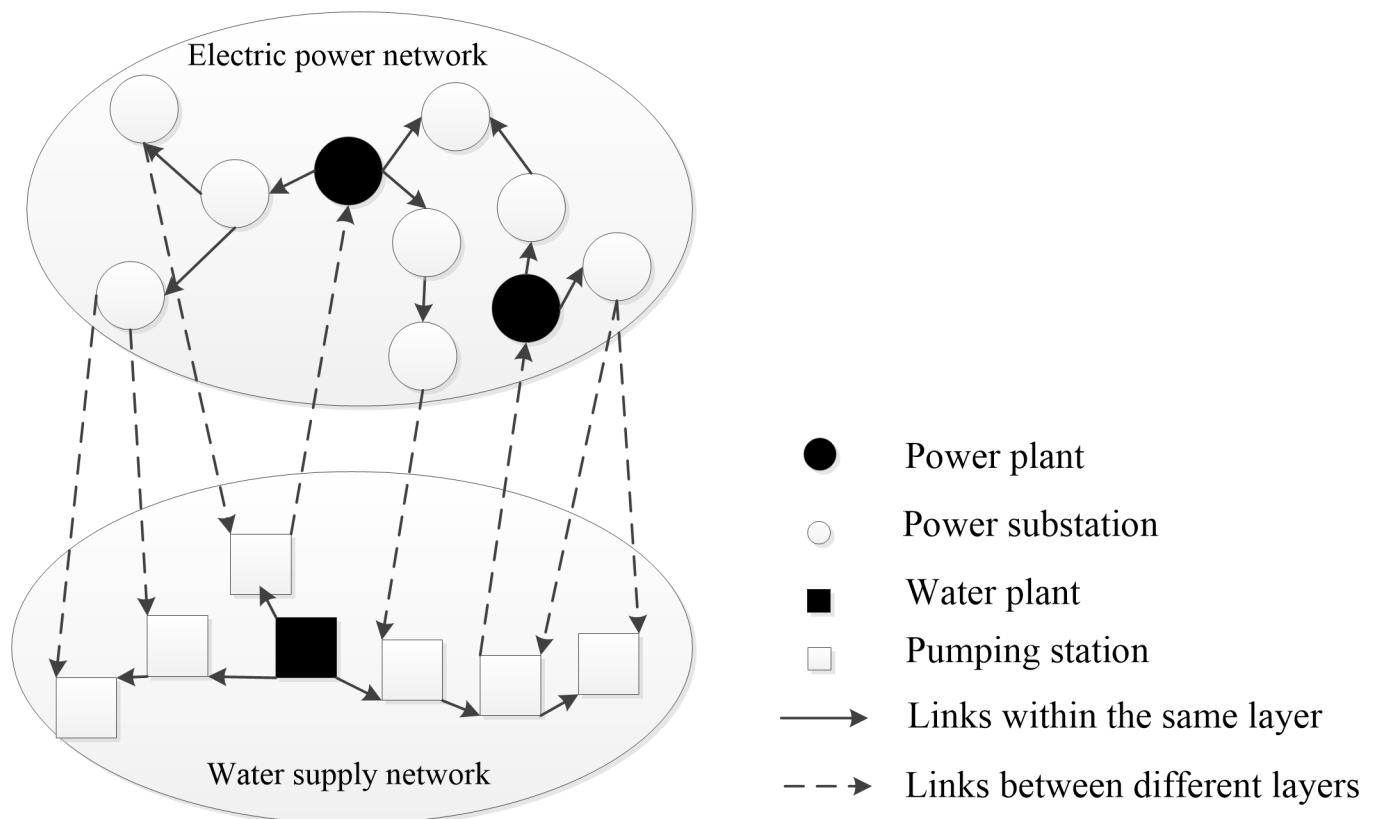 Electric power network
Power plant
Power substation
Water plant
Pumping station
Links within the same layer
Water supply network
Links between different layers